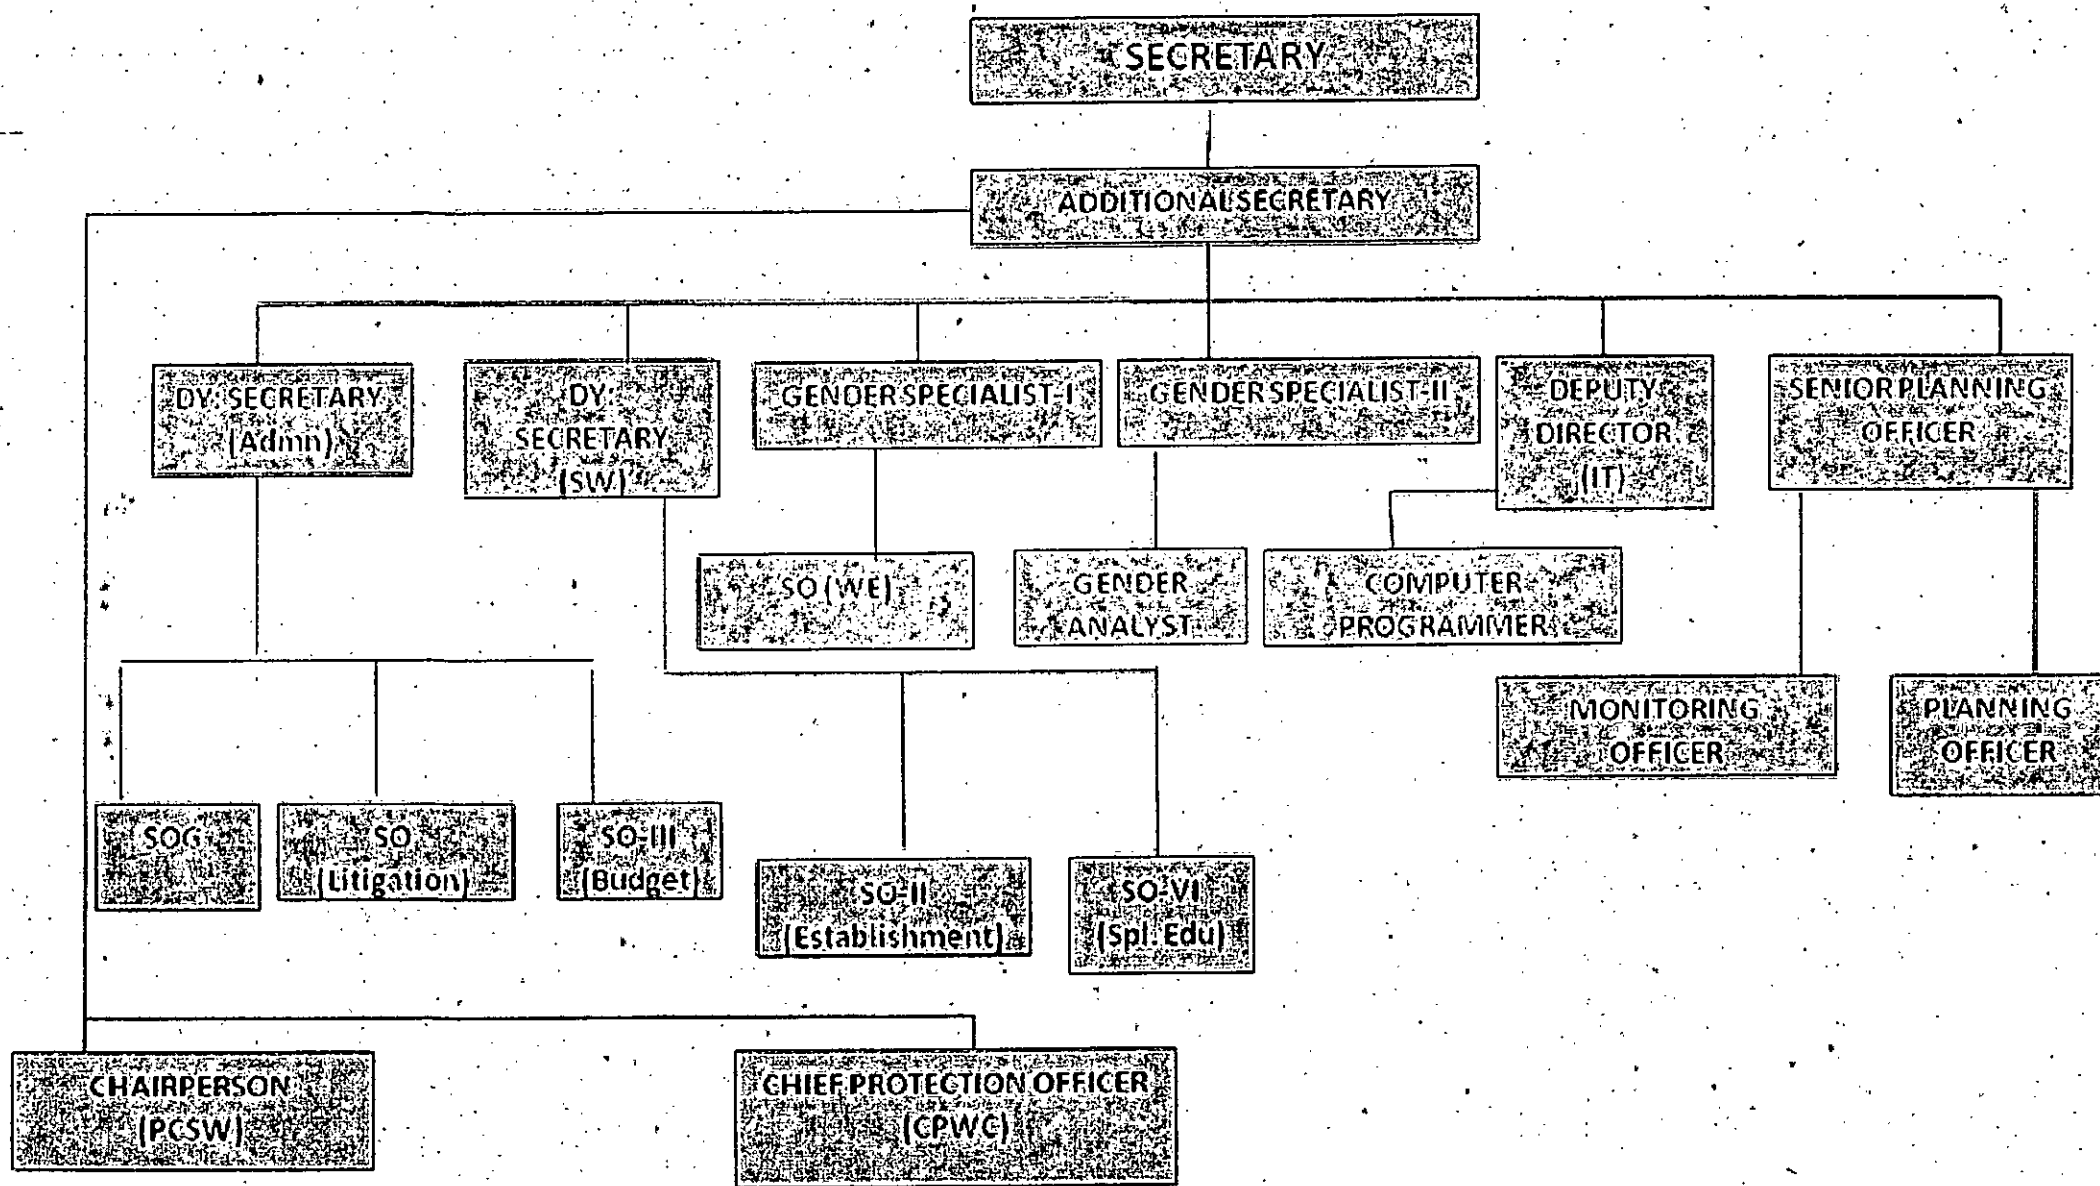 SECRETARY
ADDITIONAL SECRETARY
DY: SECRETARY
(Admn)
DY:
SECRETARY
(SW)
GENDER SPECIALIST-I
GENDER SPECIALIST-II
DEPUTY
DIRECTOR
(IT)
SENIOR PLANNING
OFFICER
SO (WE)
GENDER
ANALYST
COMPUTER
PROGRAMMER
MONITORING
OFFICER
PLANNING
OFFICER
SOG
SO
(Litigation)
SO-III
(Budget)
SO-II
(Establishment)
SO-VI
(Spl. Edu)
CHAIRPERSON
(PCSW)
CHIEF PROTECTION OFFICER
(CPWC)